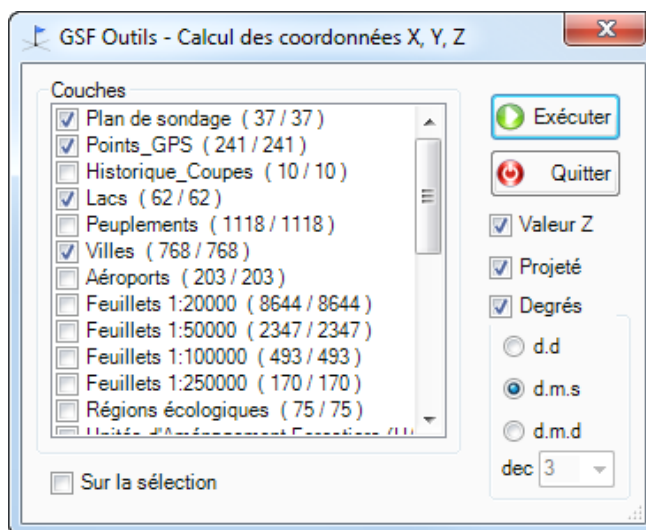 GSF Outils - Calcul des coordonnées X, Y, Z
Couches
Plan de sondage ( 37 / 37 )
Points_GPS ( 241 / 241 )
Historique_Coupes ( 10 / 10 )
Lacs ( 62 / 62 )
Peuplements ( 1118 / 1118 )
Villes ( 768 / 768 )
Aéroports ( 203 / 203 )
Feuillets 1:20000 ( 8644 / 8644 )
Feuillets 1:50000 ( 2347 / 2347 )
Feuillets 1:100000 ( 493 / 493 )
Feuillets 1:250000 ( 170 / 170 )
Régions écologiques ( 75 / 75 )
Unités d'Aménagement
Sur la sélection
Exécuter
Quitter
Valeur Z
Projeté
Degrés
d.d
d.m.s
d.m.d
dec 3